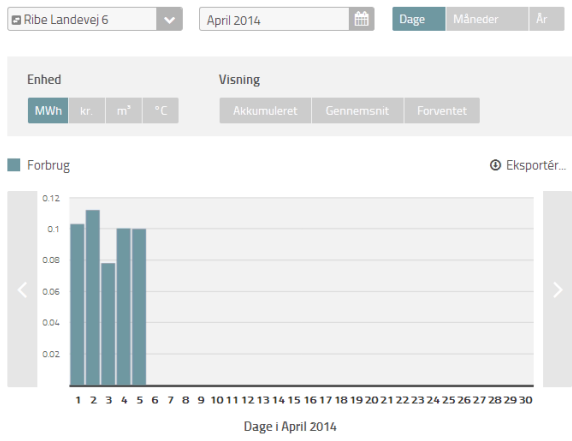 Ribe Landevej 6 April 2014 Dage Måneder År
Enhed Visning
MWh kr. m³ °C Akkumuleret Gennemsnit Forventet
Forbrug Eksportér...
0.12
0.1
0.08
0.06
0.04
0.02
1 2 3 4 5 6 7 8 9 10 11 12 13 14 15 16 17 18 19 20 21 22 23 24 25 26 27 28 29 30
Dage i April 2014